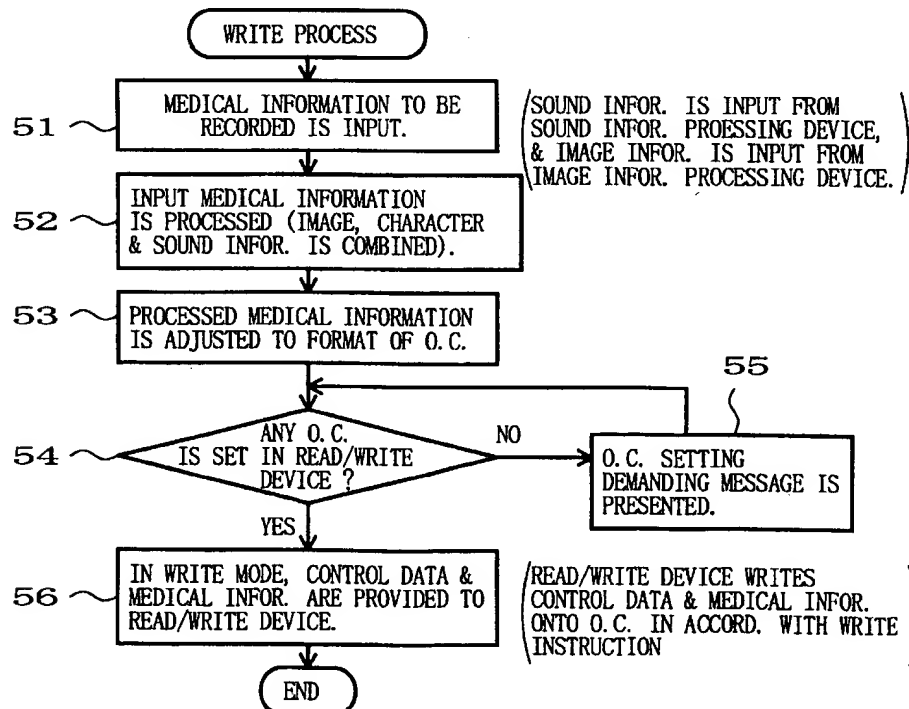 WRITE PROCESS
51
MEDICAL INFORMATION TO BE
RECORDED IS INPUT.
(SOUND INFOR. IS INPUT FROM
SOUND INFOR. PROESSING DEVICE,
& IMAGE INFOR. IS INPUT FROM
IMAGE INFOR. PROCESSING DEVICE.)
52
INPUT MEDICAL INFORMATION
IS PROCESSED (IMAGE, CHARACTER
& SOUND INFOR. IS COMBINED).
53
PROCESSED MEDICAL INFORMATION
IS ADJUSTED TO FORMAT OF O.C.
54
ANY O.C.
IS SET IN READ/WRITE
DEVICE ?
NO
55
O.C. SETTING
DEMANDING MESSAGE IS
PRESENTED.
YES
56
IN WRITE MODE, CONTROL DATA &
MEDICAL INFOR. ARE PROVIDED TO
READ/WRITE DEVICE.
(READ/WRITE DEVICE WRITES
CONTROL DATA & MEDICAL INFOR.
ONTO O.C. IN ACCORD. WITH WRITE
INSTRUCTION)
END